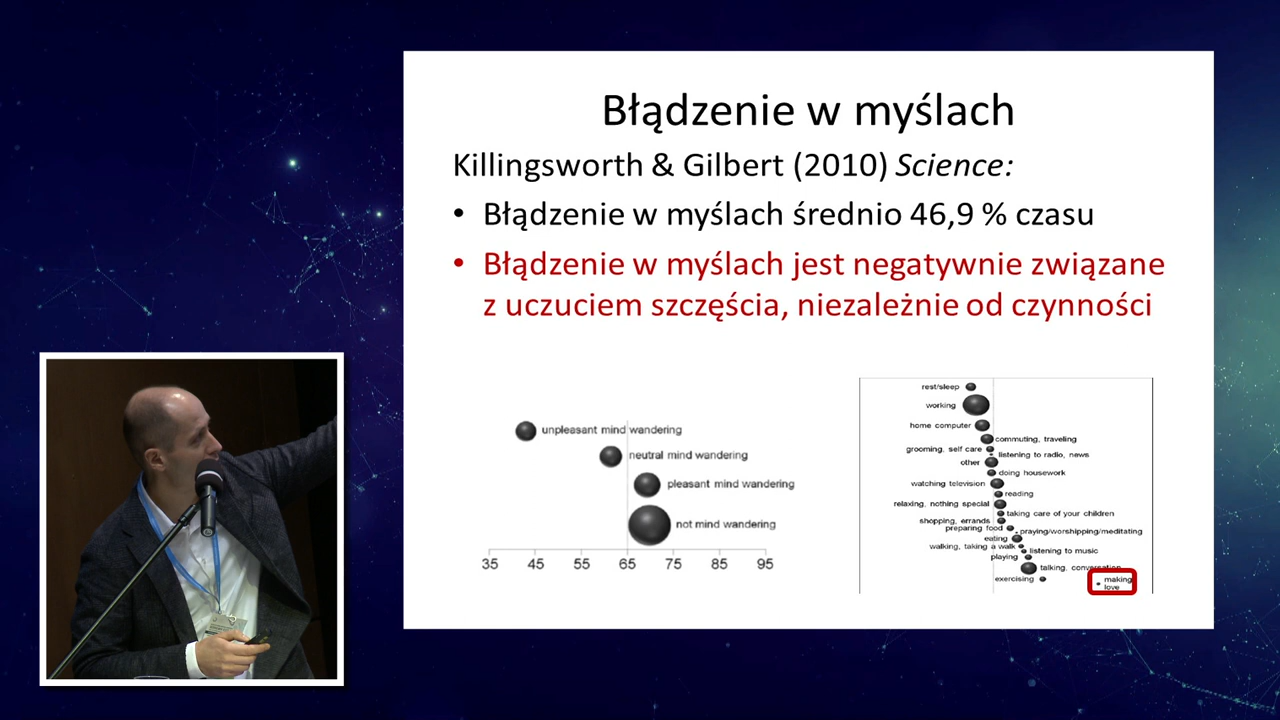 Błądzenie w myślach
Killingsworth & Gilbert (2010) Science:
• Błądzenie w myślach średnio 46,9 % czasu
• Błądzenie w myślach jest negatywnie związane
z uczuciem szczęścia, niezależnie od czynności
unpleasant mind wandering
neutral mind wandering
pleasant mind wandering
not mind wandering
35 45 55 65 75 85 95
rest/sleep
working
home computer
commuting, traveling
grooming, self care
listening to radio, news
other
doing housework
watching television
reading
relaxing, nothing special
taking care of your children
shopping, errands
preparing food
praying/worshipping/meditating
eating
walking, taking a walk
listening to music
playing
talking, conversation
exercising
making
love